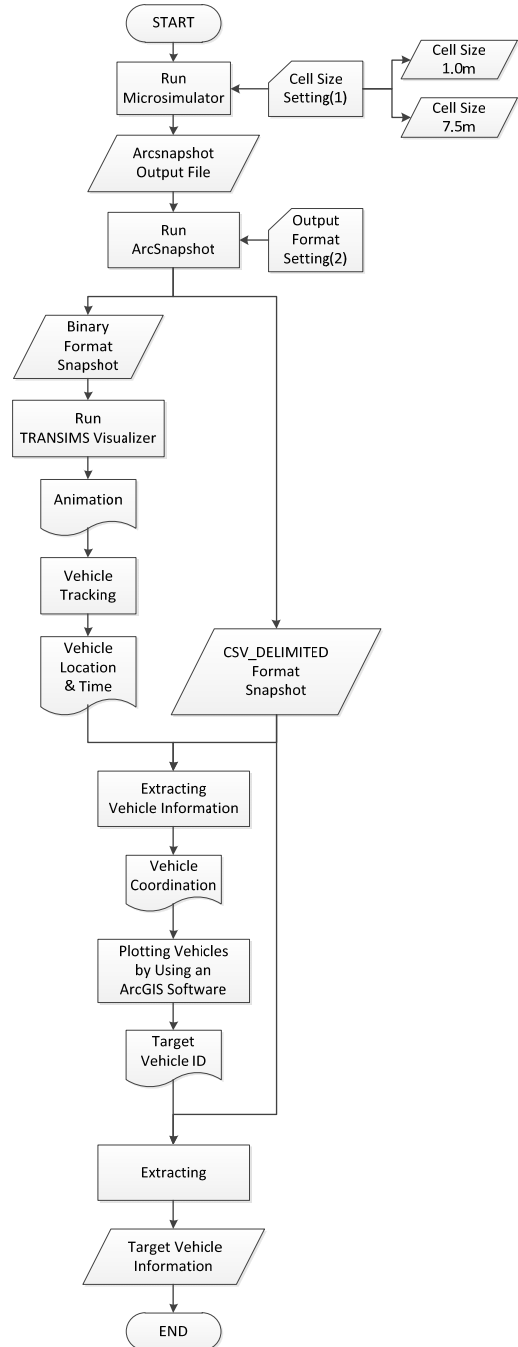 START
Run
Microsimulator
Cell Size
Setting(1)
Cell Size
1.0m
Cell Size
7.5m
Arcsnapshot
Output File
Run
ArcSnapshot
Output
Format
Setting(2)
Binary
Format
Snapshot
Run
TRANSIMS Visualizer
Animation
Vehicle
Tracking
Vehicle
Location
& Time
CSV_DELIMITED
Format
Snapshot
Extracting
Vehicle Information
Vehicle
Coordination
Plotting Vehicles
by Using an
ArcGIS Software
Target
Vehicle ID
Extracting
Target Vehicle
Information
END